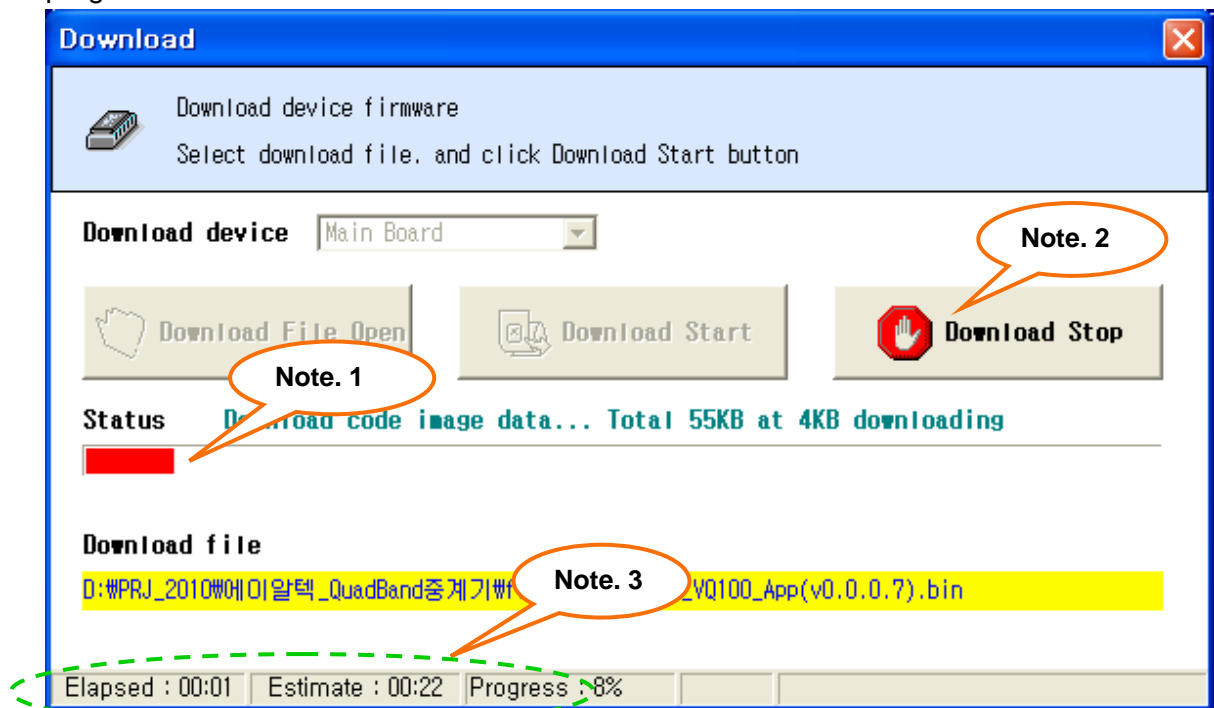 Download
Download device firmware
Select download file. and click Download Start button
Download device Main Board
Note. 2
Download File Open Download Start Download Stop
Note. 1
Status Download code image data... Total 55KB at 4KB downloading
Download file
Note. 3
D:₩PRJ_2010₩에이알텍_QuadBand중계기₩f _VQ100_App(v0.0.0.7).bin
Elapsed : 00:01 Estimate : 00:22 Progress : 8%